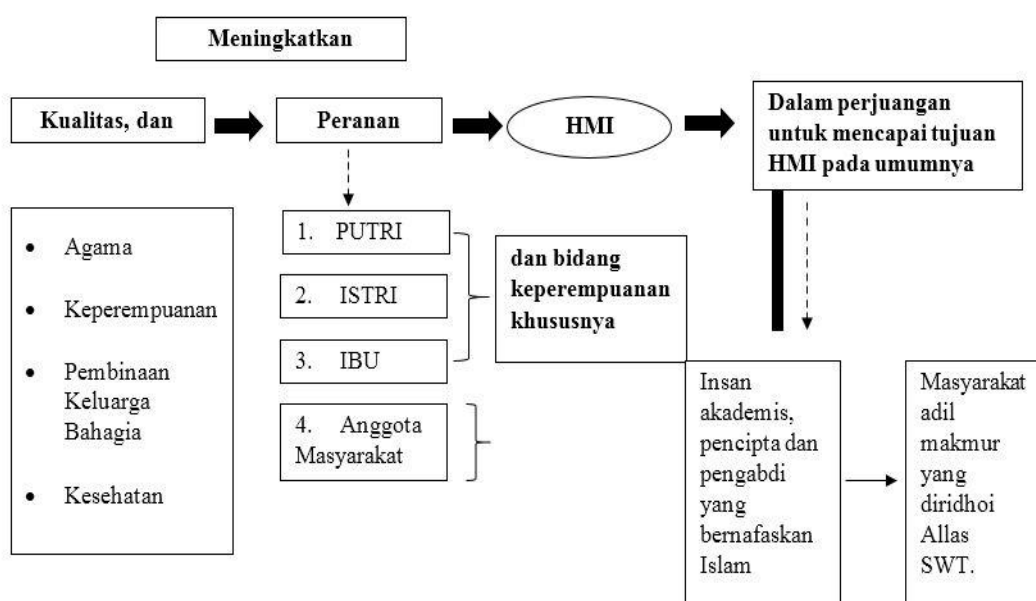 Meningkatkan
Kualitas, dan
Peranan
HMI
Dalam perjuangan
untuk mencapai tujuan
HMI pada umumnya
• Agama
• Keperempuanan
• Pembinaan
Keluarga
Bahagia
• Kesehatan
1. PUTRI
2. ISTRI
3. IBU
4. Anggota
Masyarakat
dan bidang
keperempuanan
khususnya
Insan
akademis,
pencipta dan
pengabdi
yang
bernafaskan
Islam
Masyarakat
adil
makmur
yang
diridhoi
Allas
SWT.